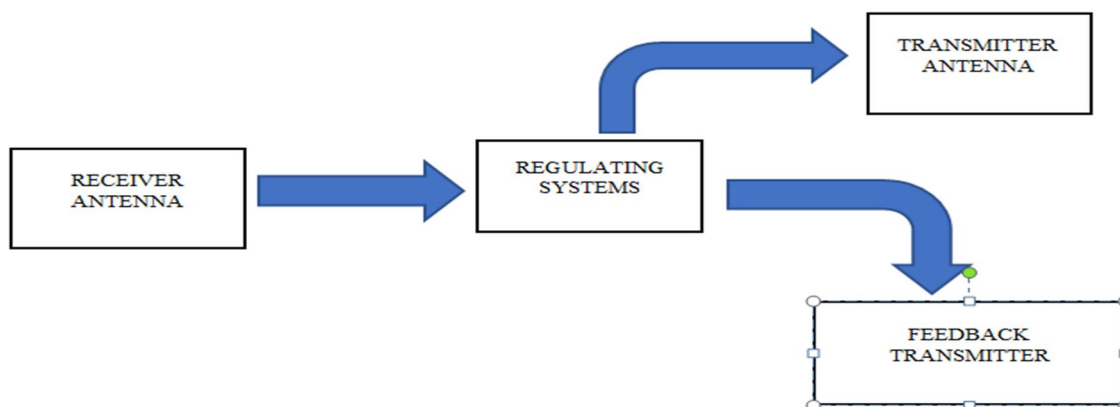 TRANSMITTER
ANTENNA
RECEIVER
ANTENNA
REGULATING
SYSTEMS
FEEDBACK
TRANSMITTER